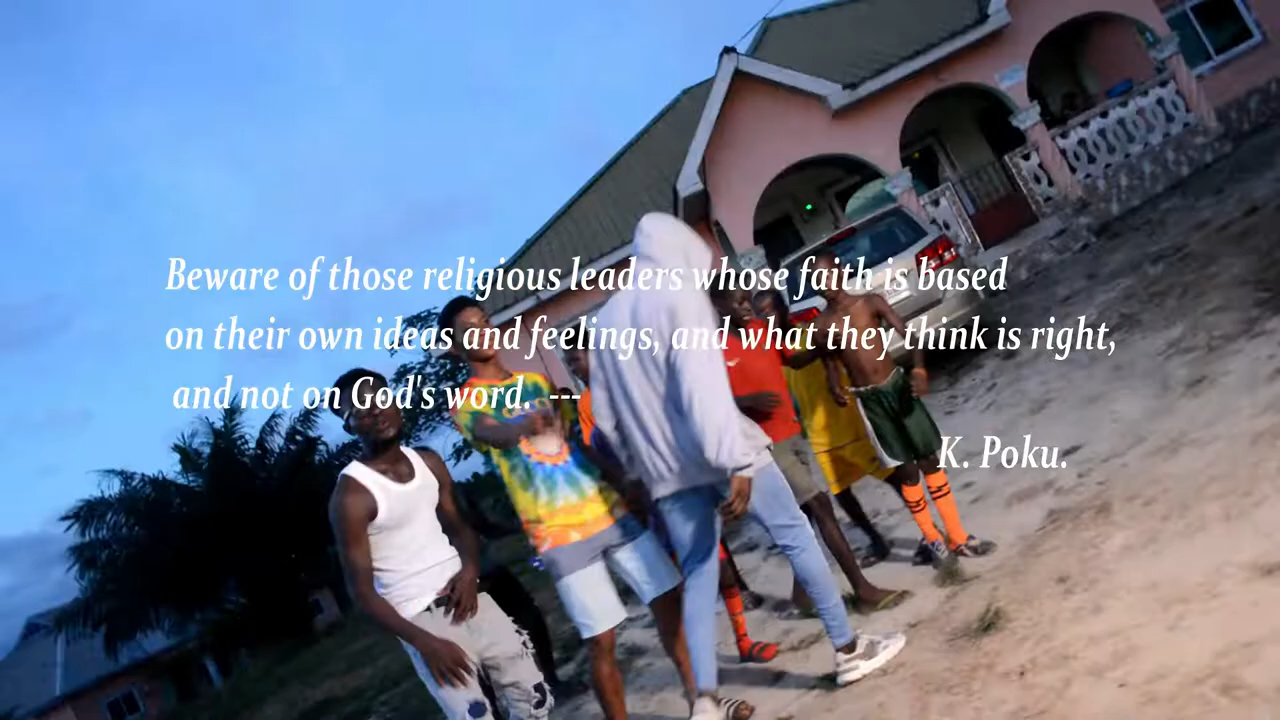 Beware of those religious leaders whose faith is based
on their own ideas and feelings, and what they think is right,
and not on God's word. ---
K. Poku.